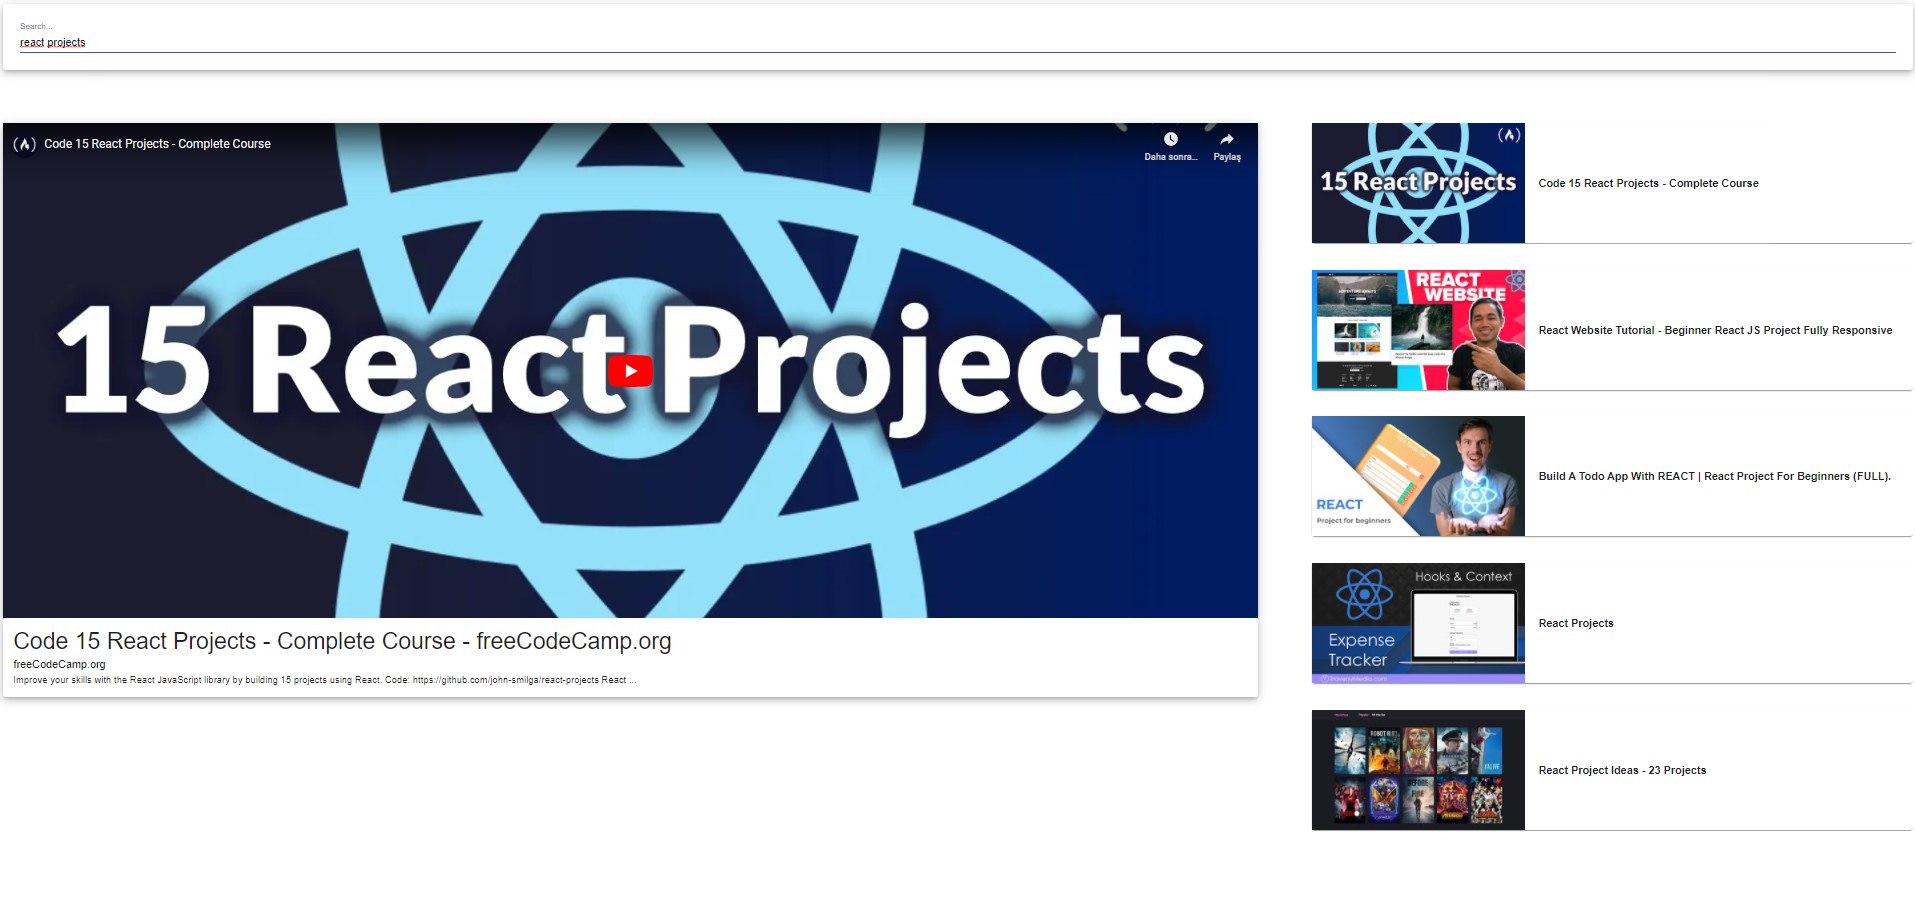 Search...
react projects
Code 15 React Projects - Complete Course
Daha sonra...
Paylaş
15 React Projects
Code 15 React Projects - Complete Course - freeCodeCamp.org
freeCodeCamp.org
Improve your skills with the React JavaScript library by building 15 projects using React. Code: https://github.com/john-smilga/react-projects React ...
15 React Projects
Code 15 React Projects - Complete Course
REACT
WEBSITE
React Website Tutorial - Beginner React JS Project Fully Responsive
REACT
Project for beginners
Build A Todo App With REACT | React Project For Beginners (FULL).
Hooks & Context
Expense
Tracker
React Projects
React Project Ideas - 23 Projects